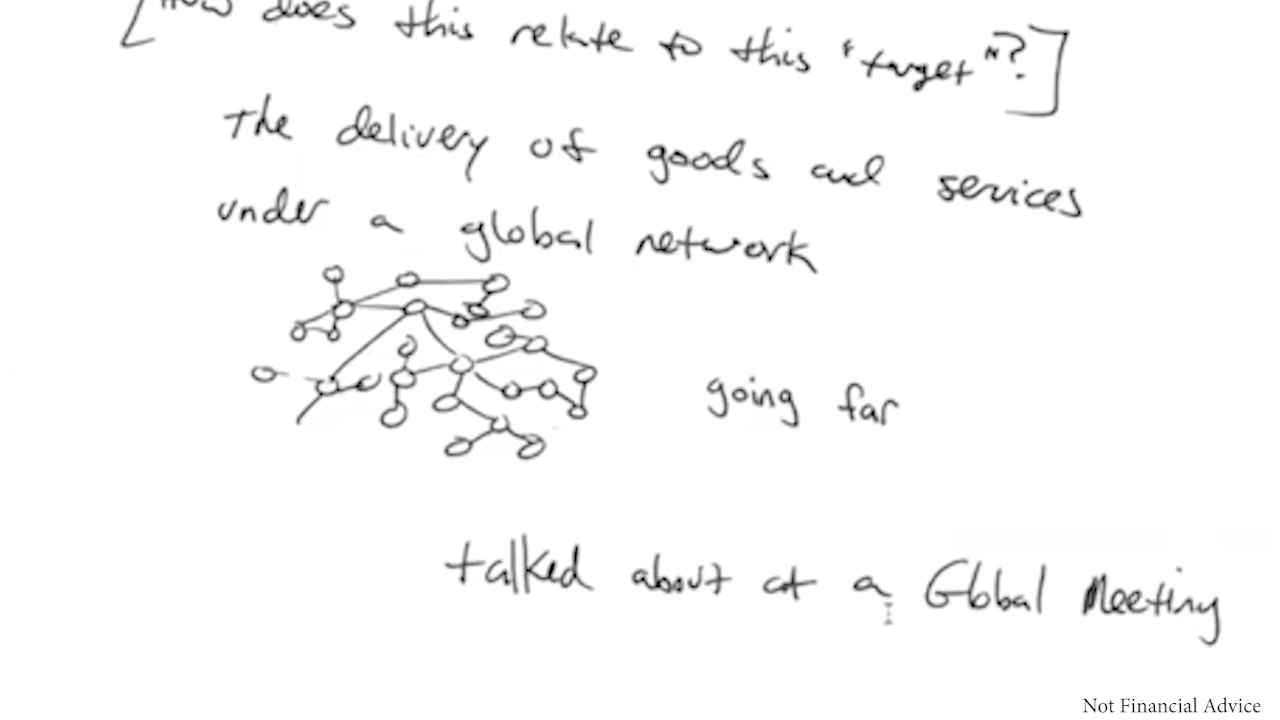 [How does this relate to this "target"?]
The delivery of goods and services
under a global network
going far
talked about at a Global Meeting
Not Financial Advice